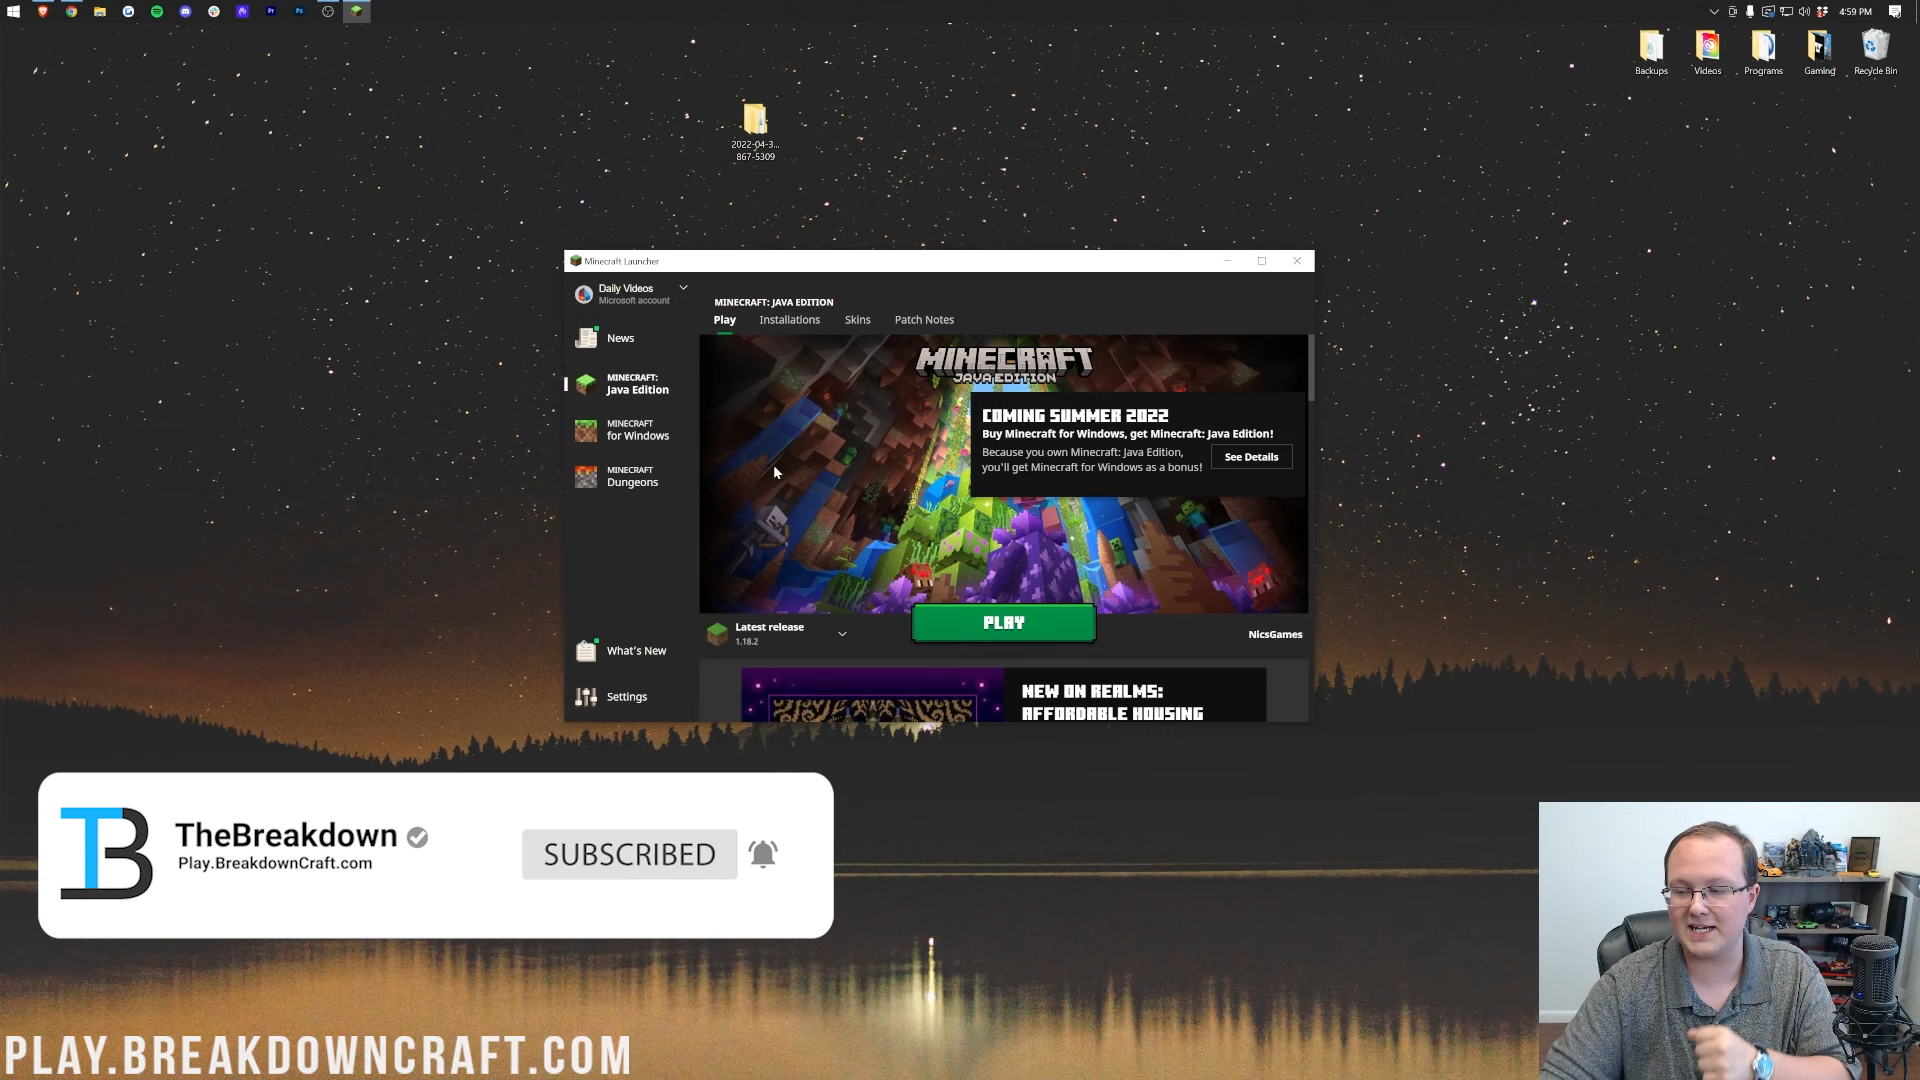 4:59 PM
Backups
Videos
Programs
Gaming
Recycle Bin
2022-04-3...
867-5309
Minecraft Launcher
Daily Videos
Microsoft account
News
MINECRAFT:
Java Edition
MINECRAFT
for Windows
MINECRAFT
Dungeons
What's New
Settings
MINECRAFT: JAVA EDITION
Play
Installations
Skins
Patch Notes
MINECRAFT
JAVA EDITION
COMING SUMMER 2022
Buy Minecraft for Windows, get Minecraft: Java Edition!
Because you own Minecraft: Java Edition,
you'll get Minecraft for Windows as a bonus!
See Details
Latest release
1.18.2
PLAY
NicsGames
NEW ON REALMS:
AFFORDABLE HOUSING
TB
TheBreakdown
Play.BreakdownCraft.com
SUBSCRIBED
PLAY.BREAKDOWNCRAFT.COM